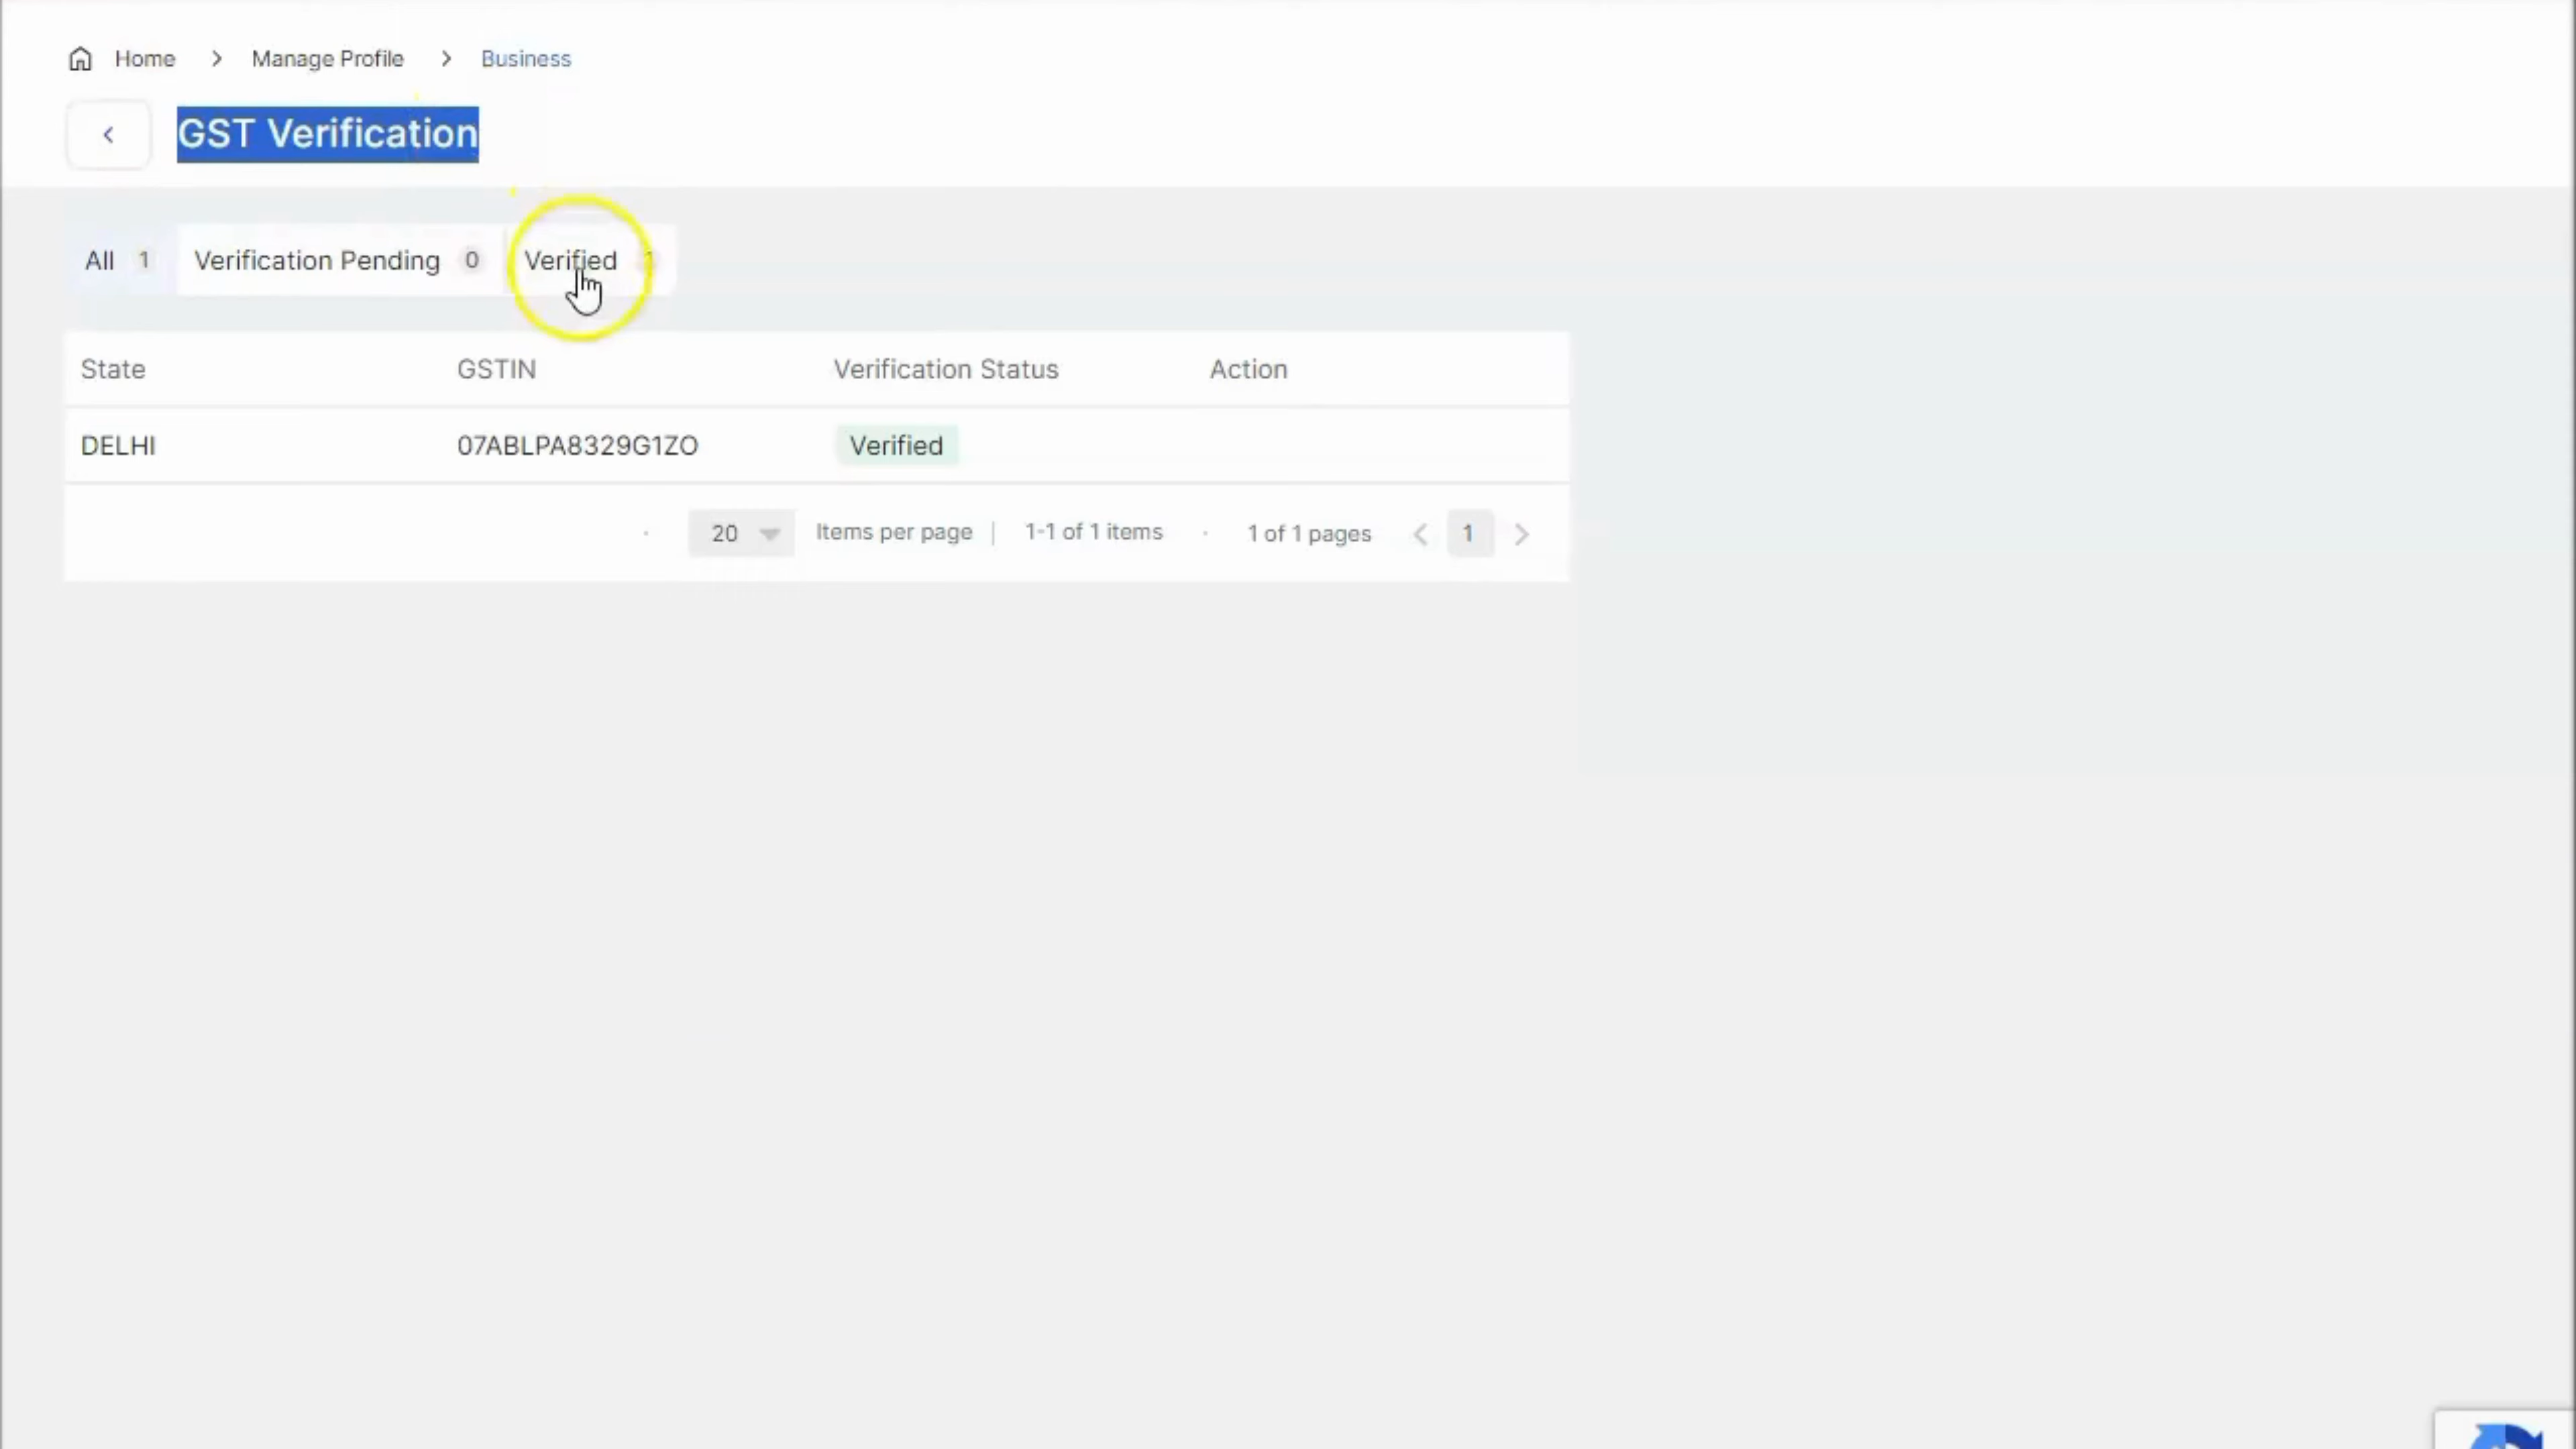 Home > Manage Profile > Business
GST Verification
All 1 Verification Pending 0 Verified 1
State GSTIN Verification Status Action
DELHI 07ABLPA8329G1ZO Verified
20 Items per page | 1-1 of 1 items 1 of 1 pages < 1 >